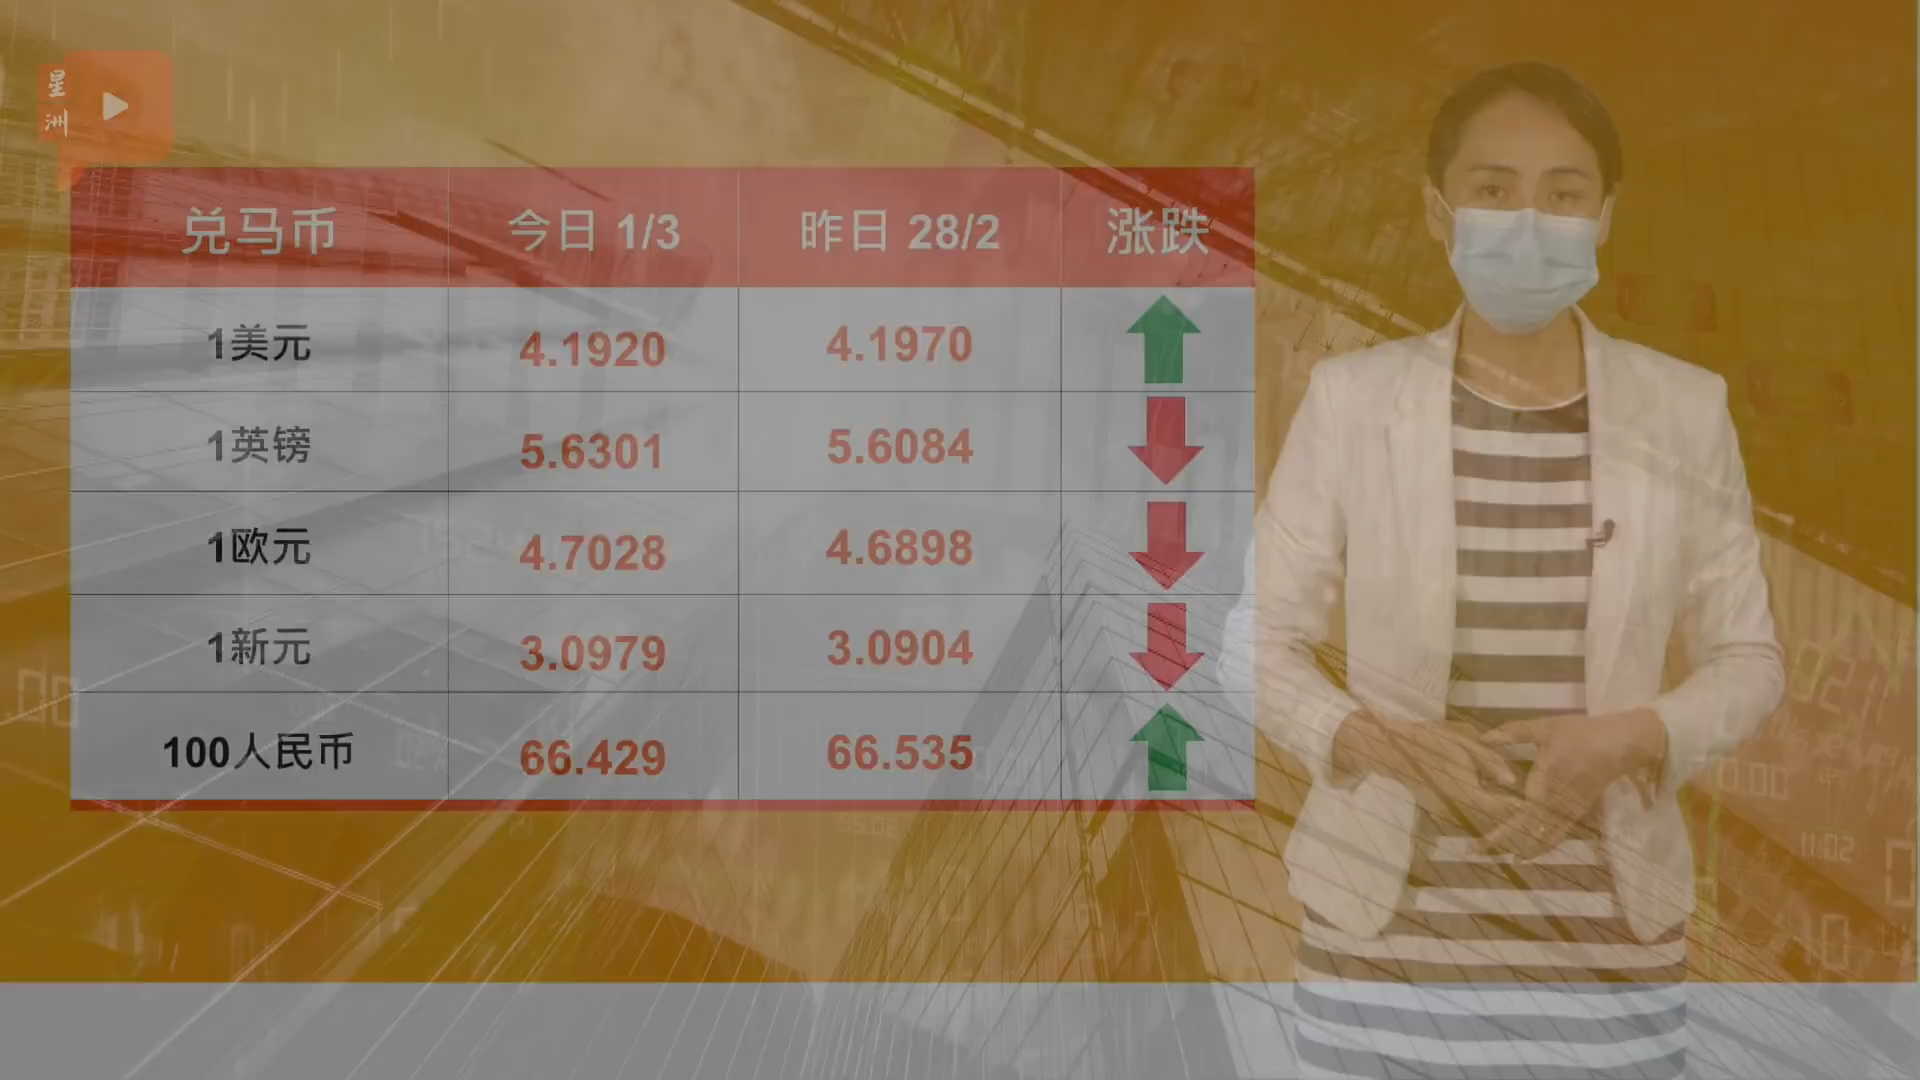 星洲
兑马币 今日 1/3 昨日 28/2 涨跌
1美元 4.1920 4.1970
1英镑 5.6301 5.6084
1欧元 4.7028 4.6898
1新元 3.0979 3.0904
100人民币 66.429 66.535